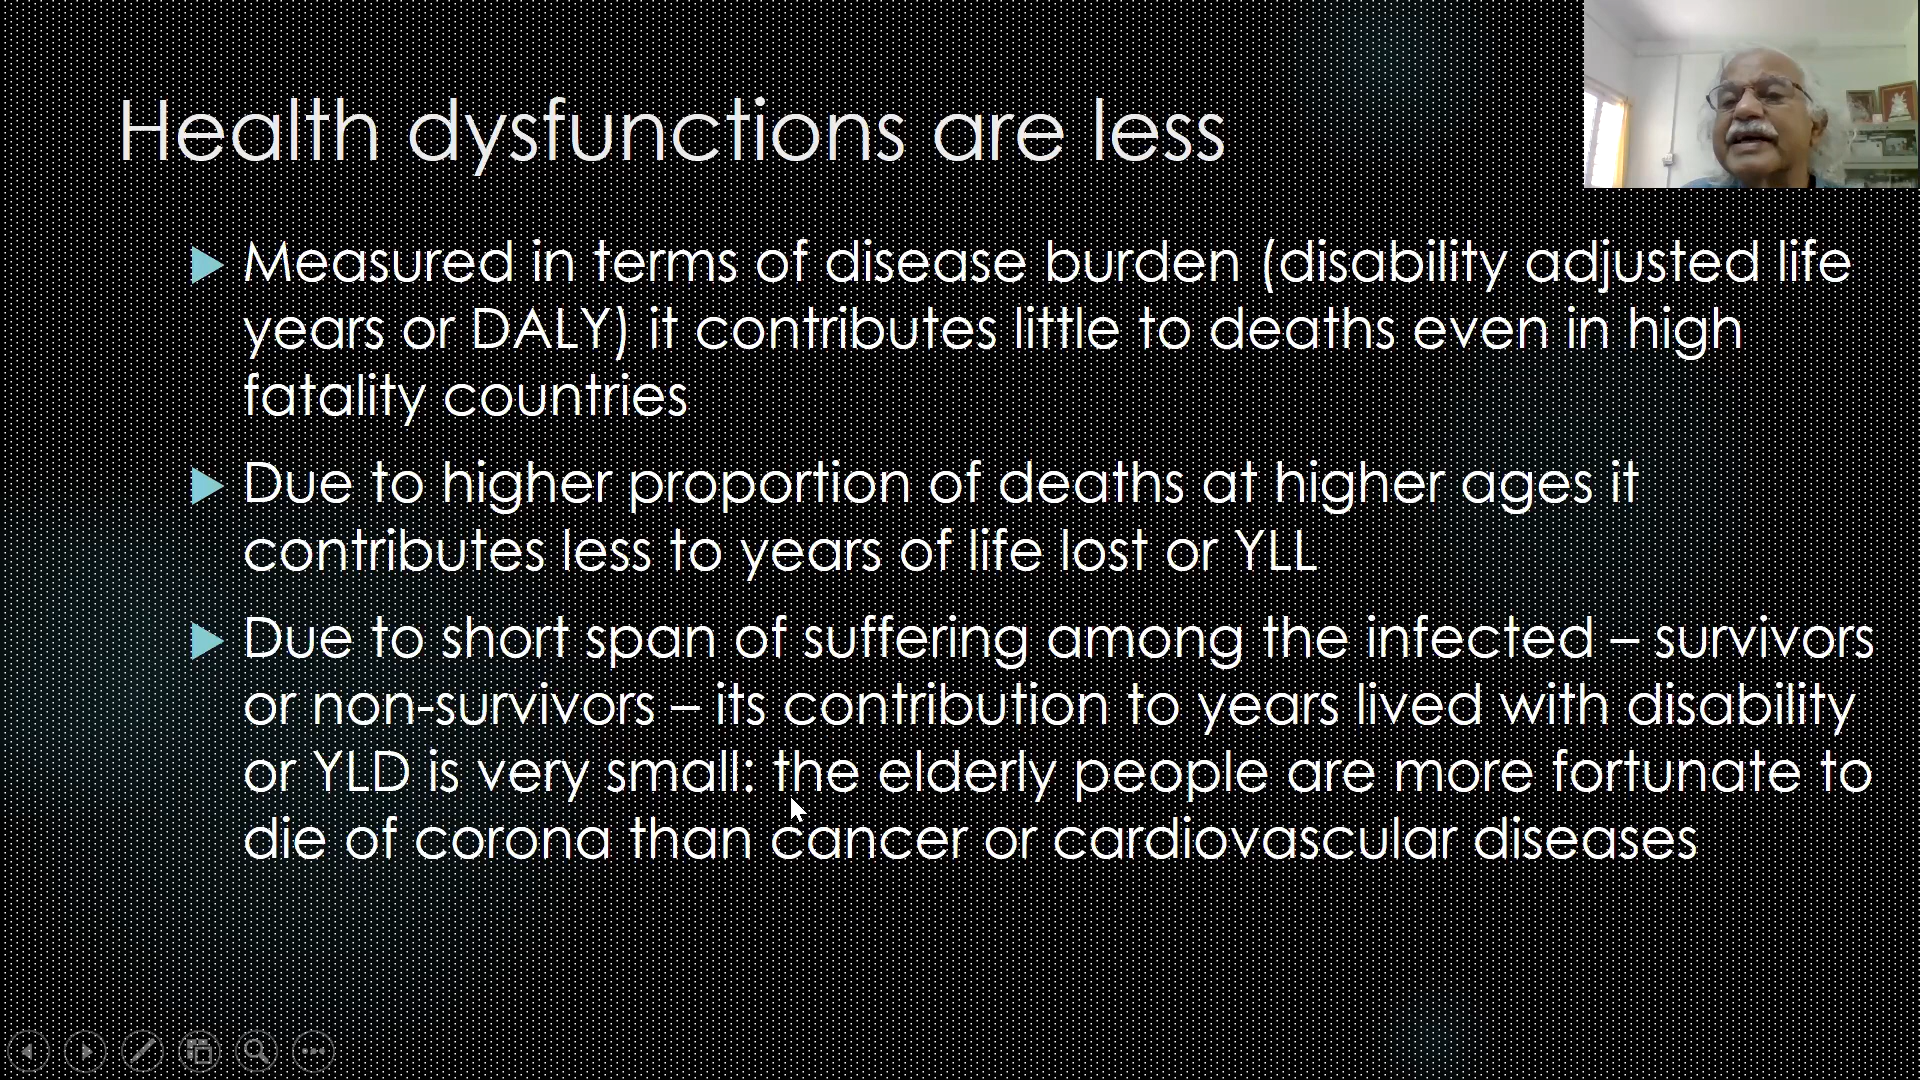 Health dysfunctions are less
Measured in terms of disease burden (disability adjusted life
years or DALY) it contributes little to deaths even in high
fatality countries
Due to higher proportion of deaths at higher ages it
contributes less to years of life lost or YLL
Due to short span of suffering among the infected – survivors
or non-survivors – its contribution to years lived with disability
or YLD is very small: the elderly people are more fortunate to
die of corona than cancer or cardiovascular diseases